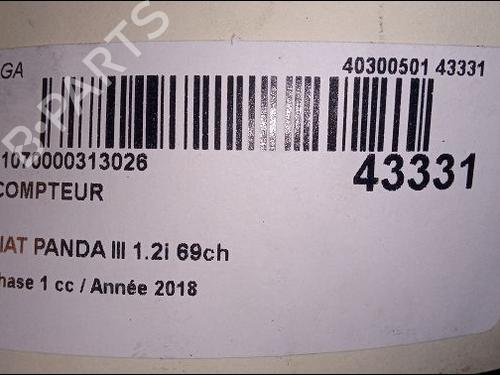 GA
40300501 43331
B-PARTS
1070000313026
43331
COMPTEUR
IAT PANDA III 1.2i 69ch
hase 1 cc / Année 2018